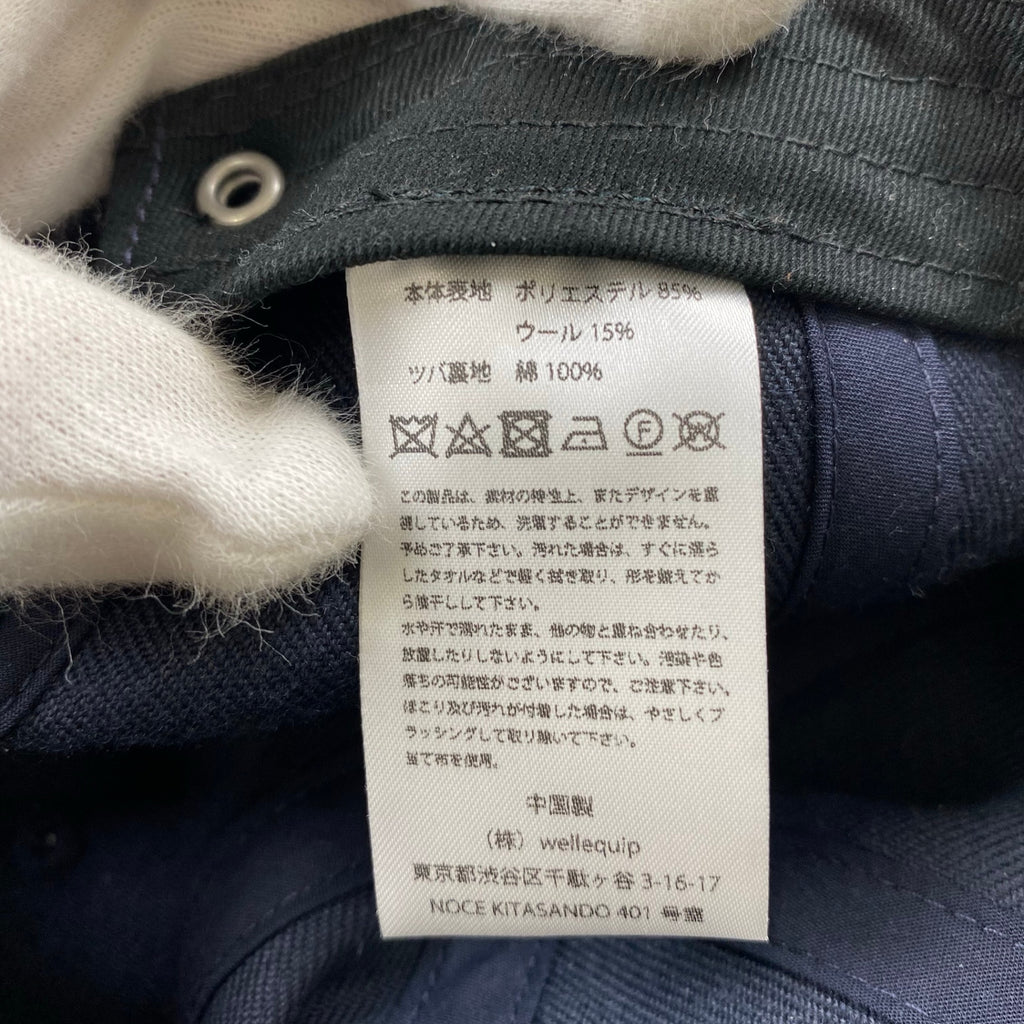 本体表地 ポリエステル 85%
ウール 15%
ツバ裏地 綿 100%
F
W
この製品は、素材の特性上、またデザインを重
視しているため、洗濯することができません。
予めご了承下さい。汚れた場合は、すぐに濡ら
したタオルなどで軽く拭き取り、形を整えてか
ら陰干しして下さい。
水や汗で濡れたまま、他の物と重ね合わせたり、
放置したりしないようにして下さい。汚染や色
落ちの可能性がございますので、ご注意下さい。
ほこり及び汚れが付着した場合は、やさしくブ
ラッシングして取り除いて下さい。
当て布を使用。
中国製
（株）wellequip
東京都渋谷区千駄ヶ谷 3-16-17
NOCE KITASANDO 401 号室